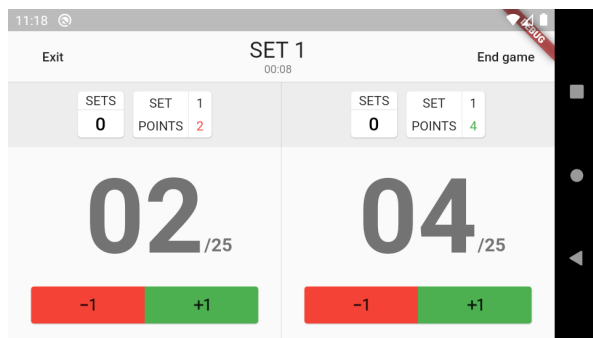 11:18
DEBUG
Exit
SET 1
End game
00:08
SETS
0
SET 1
POINTS 2
SETS
0
SET 1
POINTS 4
02/25
04/25
−1
+1
−1
+1